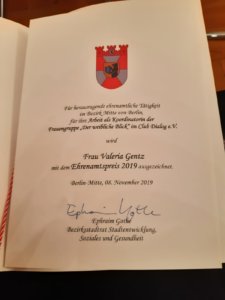 Für herausragende ehrenamtliche Tätigkeit
im Bezirk Mitte von Berlin,
für ihre Arbeit als Koordinatorin der
Frauengruppe „Der weibliche Blick" im Club Dialog e.V.
wird
Frau Valeria Gentz
mit dem Ehrenamtspreis 2019 ausgezeichnet.
Berlin-Mitte, 08. November 2019
Ephraim Gothe
Ephraim Gothe
Bezirksstadtrat Stadtentwicklung,
Soziales und Gesundheit